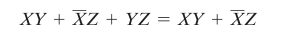 XY + X̅Z + YZ = XY + X̅Z